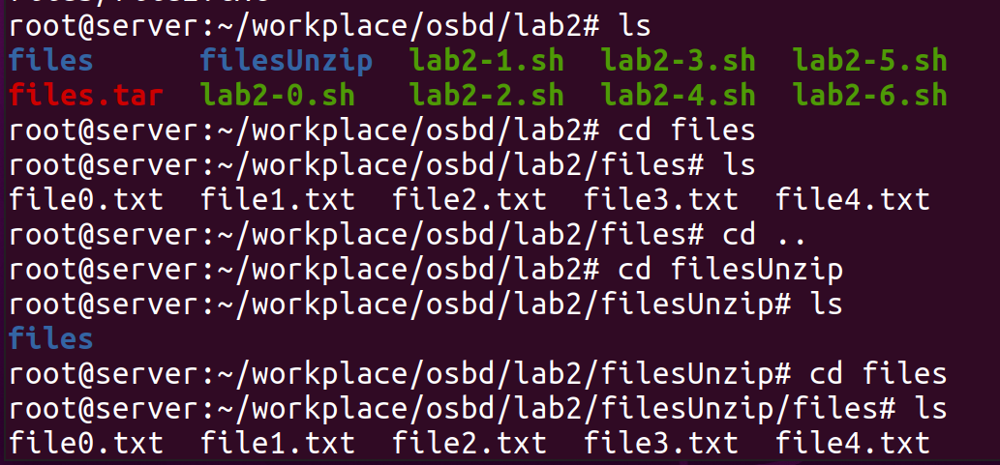 root@server:~/workplace/osbd/lab2# ls
files       filesUnzip  lab2-1.sh  lab2-3.sh  lab2-5.sh
files.tar  lab2-0.sh   lab2-2.sh  lab2-4.sh  lab2-6.sh
root@server:~/workplace/osbd/lab2# cd files
root@server:~/workplace/osbd/lab2/files# ls
file0.txt  file1.txt  file2.txt  file3.txt  file4.txt
root@server:~/workplace/osbd/lab2/files# cd ..
root@server:~/workplace/osbd/lab2# cd filesUnzip
root@server:~/workplace/osbd/lab2/filesUnzip# ls
files
root@server:~/workplace/osbd/lab2/filesUnzip# cd files
root@server:~/workplace/osbd/lab2/filesUnzip/files# ls
file0.txt  file1.txt  file2.txt  file3.txt  file4.txt